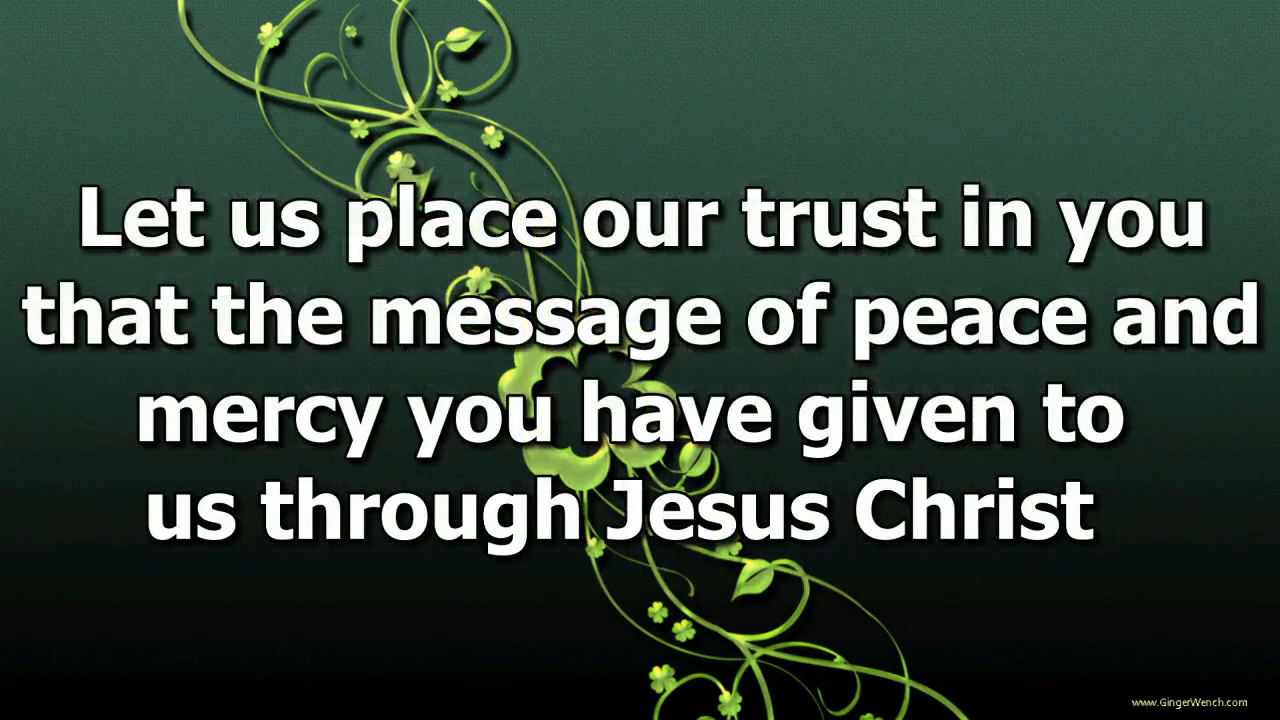 Let us place our trust in you
that the message of peace and
mercy you have given to
us through Jesus Christ
www.GingerWench.com